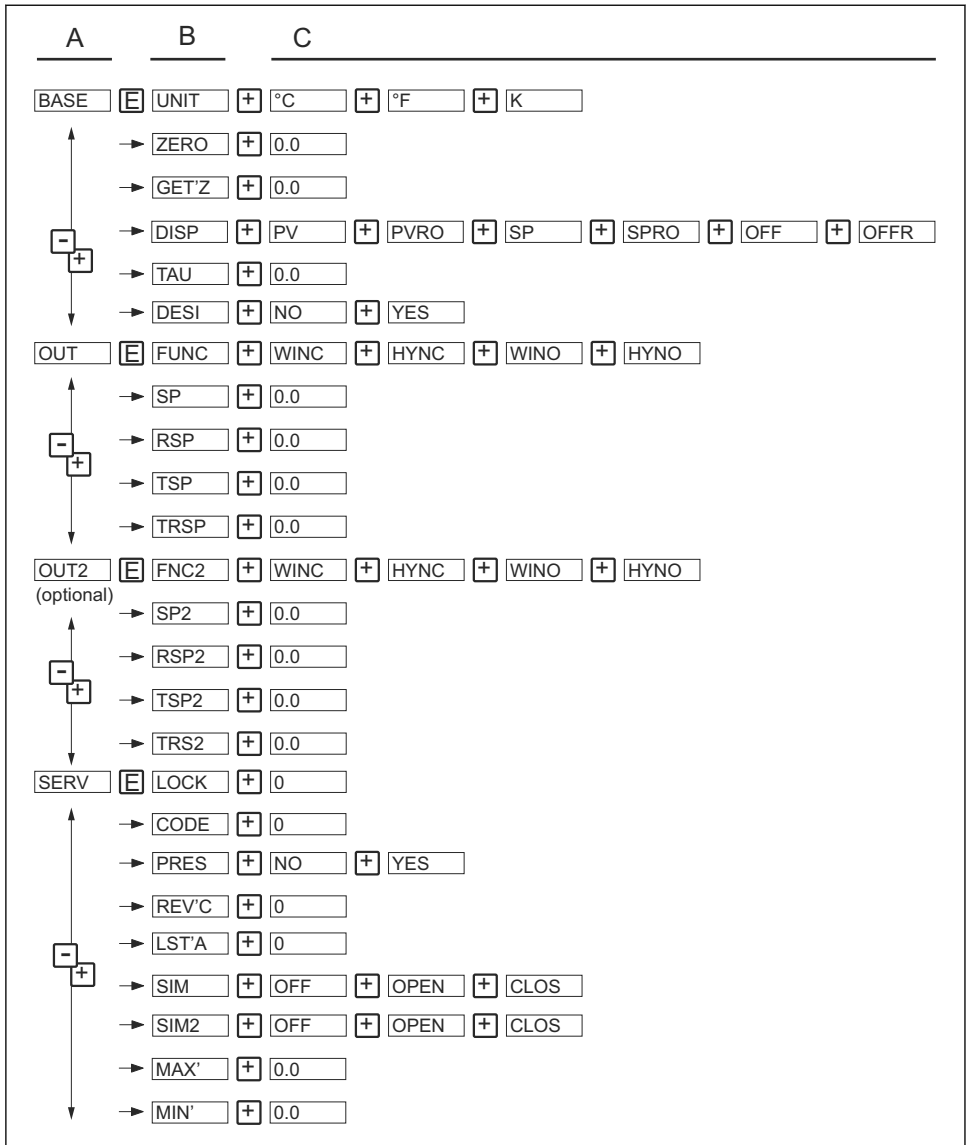 A B C
BASE E UNIT + °C + °F + K
ZERO + 0.0
GET'Z + 0.0
DISP + PV + PVRO + SP + SPRO + OFF + OFFR
- +
TAU + 0.0
DESI + NO + YES
OUT E FUNC + WINC + HYNC + WINO + HYNO
SP + 0.0
RSP + 0.0
- +
TSP + 0.0
TRSP + 0.0
OUT2 E FNC2 + WINC + HYNC + WINO + HYNO
(optional)
SP2 + 0.0
RSP2 + 0.0
- +
TSP2 + 0.0
TRS2 + 0.0
SERV E LOCK + 0
CODE + 0
PRES + NO + YES
REV'C + 0
LST'A + 0
- +
SIM + OFF + OPEN + CLOS
SIM2 + OFF + OPEN + CLOS
MAX' + 0.0
MIN' + 0.0